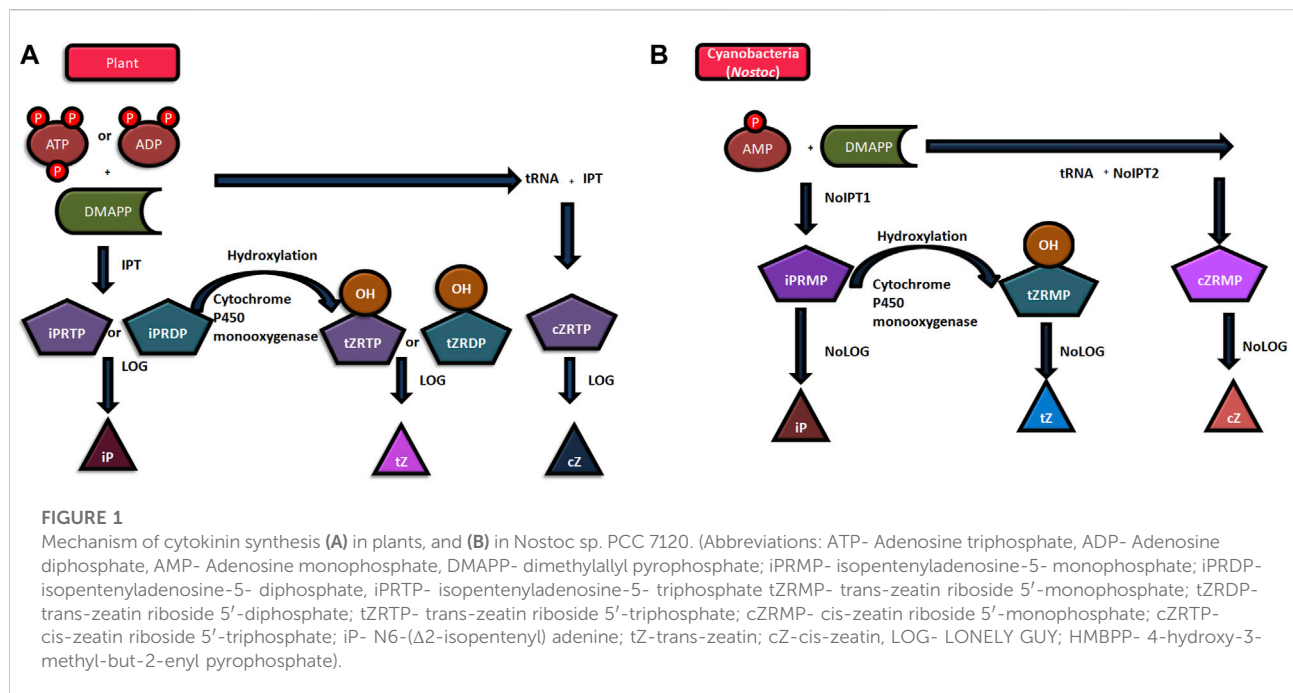 A
Plant
P
P
P
P
ATP
or
ADP
P
+
DMAPP
tRNA + IPT
IPT
Hydroxylation
Cytochrome
P450
monooxygenase
OH
OH
iPRTP
or
iPRDP
tZRTP
or
tZRDP
cZRTP
LOG
LOG
LOG
iP
tZ
cZ
B
Cyanobacteria
(Nostoc)
P
AMP
+
DMAPP
tRNA + NoIPT2
NoIPT1
Hydroxylation
Cytochrome
P450
monooxygenase
OH
iPRMP
tZRMP
cZRMP
NoLOG
NoLOG
NoLOG
iP
tZ
cZ
FIGURE 1
Mechanism of cytokinin synthesis (A) in plants, and (B) in Nostoc sp. PCC 7120. (Abbreviations: ATP- Adenosine triphosphate, ADP- Adenosine
diphosphate, AMP- Adenosine monophosphate, DMAPP- dimethylallyl pyrophosphate; iPRMP- isopentenyladenosine-5- monophosphate; iPRDP-
isopentenyladenosine-5- diphosphate, iPRTP- isopentenyladenosine-5- triphosphate tZRMP- trans-zeatin riboside 5′-monophosphate; tZRDP-
trans-zeatin riboside 5′-diphosphate; tZRTP- trans-zeatin riboside 5′-triphosphate; cZRMP- cis-zeatin riboside 5′-monophosphate; cZRTP-
cis-zeatin riboside 5′-triphosphate; iP- N6-(Δ2-isopentenyl) adenine; tZ-trans-zeatin; cZ-cis-zeatin, LOG- LONELY GUY; HMBPP- 4-hydroxy-3-
methyl-but-2-enyl pyrophosphate).